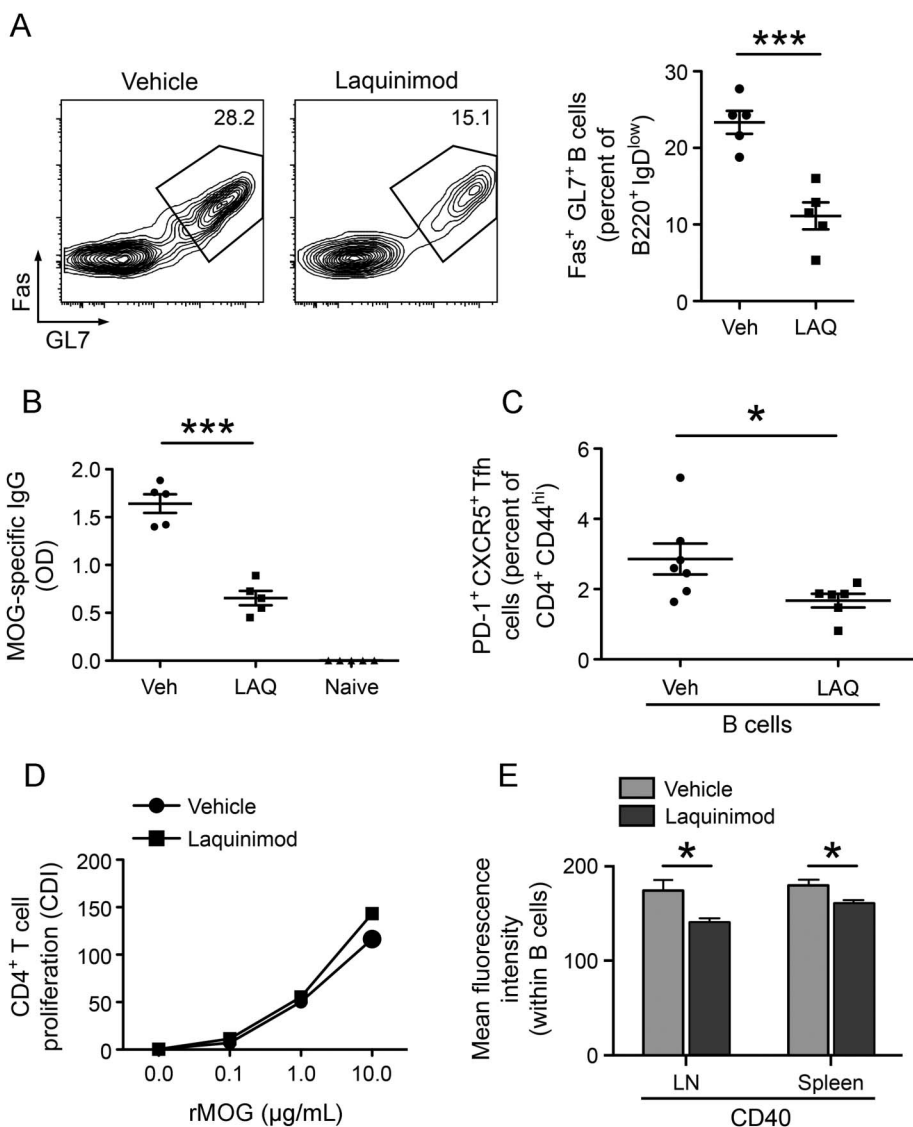 A
Vehicle
28.2
Laquinimod
15.1
Fas
GL7
***
Fas+ GL7+ B cells
(percent of
B220+ IgDlow)
30
20
10
0
Veh
LAQ
B
***
MOG-specific IgG
(OD)
2.0
1.5
1.0
0.5
0.0
Veh
LAQ
Naive
C
*
PD-1+ CXCR5+ Tfh
cells (percent of
CD4+ CD44hi)
6
4
2
0
Veh
LAQ
B cells
D
Vehicle
Laquinimod
CD4+ T cell
proliferation (CDI)
200
150
100
50
0
0.0
0.1
1.0
10.0
rMOG (µg/mL)
E
Vehicle
Laquinimod
*
*
Mean fluorescence
intensity
(within B cells)
200
100
0
LN
Spleen
CD40